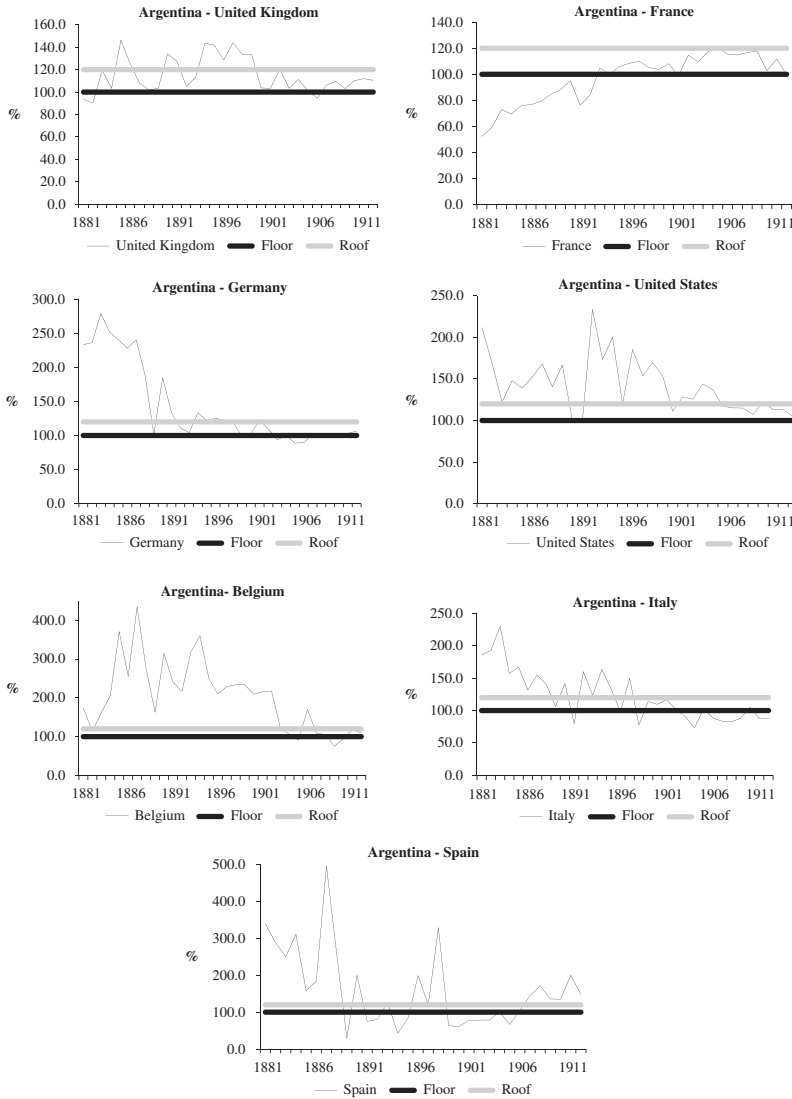 Argentina - United Kingdom
160.0
140.0
120.0
100.0
80.0
60.0
40.0
20.0
0.0
%
1881 1886 1891 1896 1901 1906 1911
United Kingdom Floor Roof
Argentina - France
140.0
120.0
100.0
80.0
60.0
40.0
20.0
0.0
%
1881 1886 1891 1896 1901 1906 1911
France Floor Roof
Argentina - Germany
300.0
250.0
200.0
150.0
100.0
50.0
0.0
%
1881 1886 1891 1896 1901 1906 1911
Germany Floor Roof
Argentina - United States
250.0
200.0
150.0
100.0
50.0
0.0
%
1881 1886 1891 1896 1901 1906 1911
United States Floor Roof
Argentina- Belgium
400.0
300.0
200.0
100.0
0.0
%
1881 1886 1891 1896 1901 1906 1911
Belgium Floor Roof
Argentina - Italy
250.0
200.0
150.0
100.0
50.0
0.0
%
1881 1886 1891 1896 1901 1906 1911
Italy Floor Roof
Argentina - Spain
500.0
400.0
300.0
200.0
100.0
0.0
%
1881 1886 1891 1896 1901 1906 1911
Spain Floor Roof